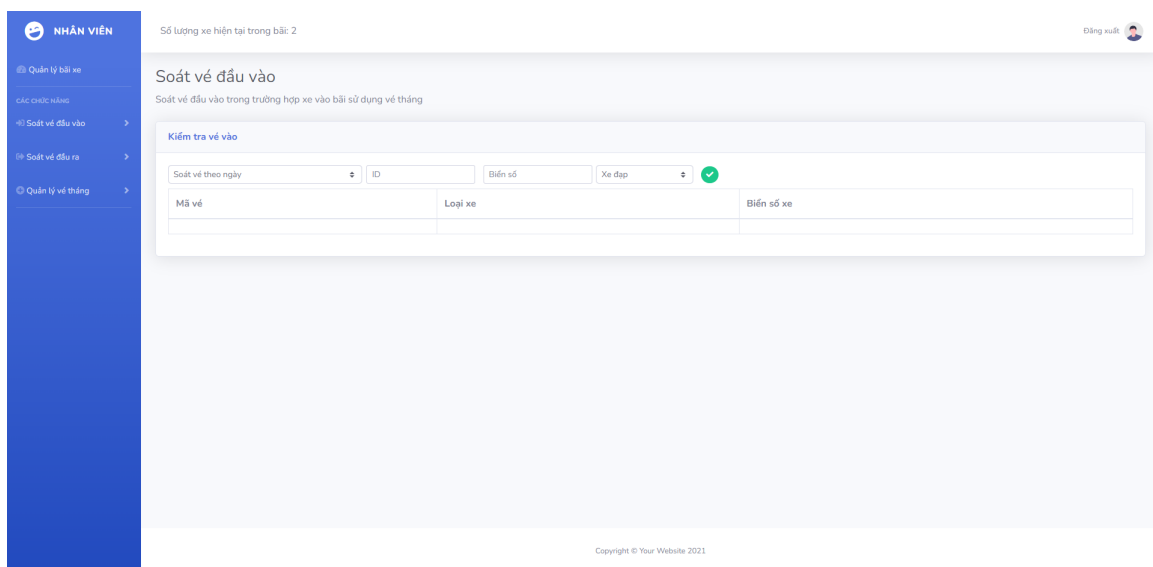 NHÂN VIÊN
Số lượng xe hiện tại trong bãi: 2
Đăng xuất
Quản lý bãi xe
CÁC CHỨC NĂNG
Soát vé đầu vào
Soát vé đầu ra
Quản lý vé tháng
Soát vé đầu vào
Soát vé đầu vào trong trường hợp xe vào bãi sử dụng vé tháng
Kiểm tra vé vào
Soát vé theo ngày
ID
Biển số
Xe đạp
Mã vé
Loại xe
Biển số xe
Copyright © Your Website 2021